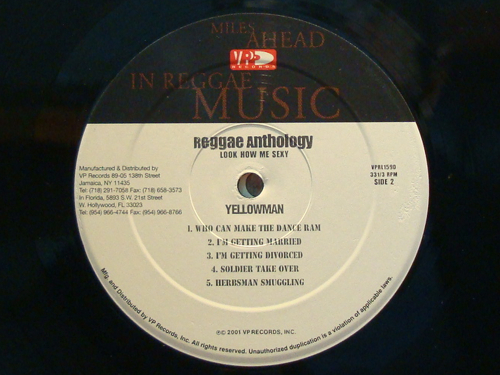 MILES AHEAD
VP
RECORDS
IN REGGAE
MUSIC
Reggae Anthology
LOOK HOW ME SEXY
Manufactured & Distributed by
VP Records 89-05 138th Street
Jamaica, NY 11435
Tel: (718) 291-7058 Fax: (718) 658-3573
In Florida, 5893 S.W. 21st Street
W. Hollywood, FL 33023
Tel: (954) 966-4744 Fax: (954) 966-8766
VPRL1590
33 1/3 RPM
SIDE 2
YELLOWMAN
1. WHO CAN MAKE THE DANCE RAM
2. I'M GETTING MARRIED
3. I'M GETTING DIVORCED
4. SOLDIER TAKE OVER
5. HERBSMAN SMUGGLING
℗© 2001 VP RECORDS, INC.
Mfg. and Distributed by VP Records, Inc. All rights reserved. Unauthorized duplication is a violation of applicable laws.